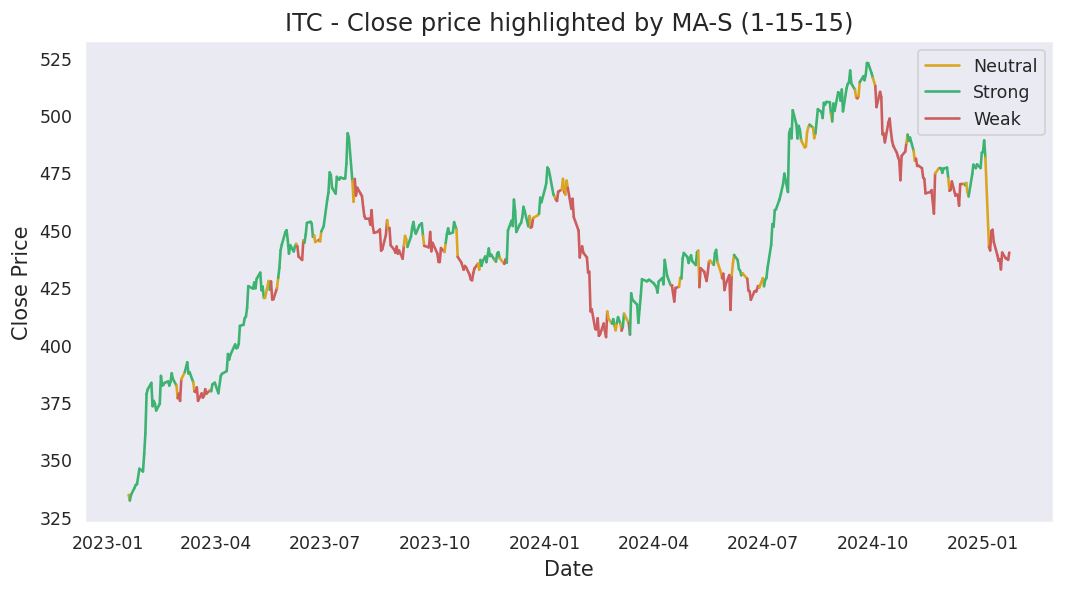 ITC - Close price highlighted by MA-S (1-15-15)
Neutral
Strong
Weak
525
500
475
450
425
400
375
350
325
Close Price
2023-01 2023-04 2023-07 2023-10 2024-01 2024-04 2024-07 2024-10 2025-01
Date